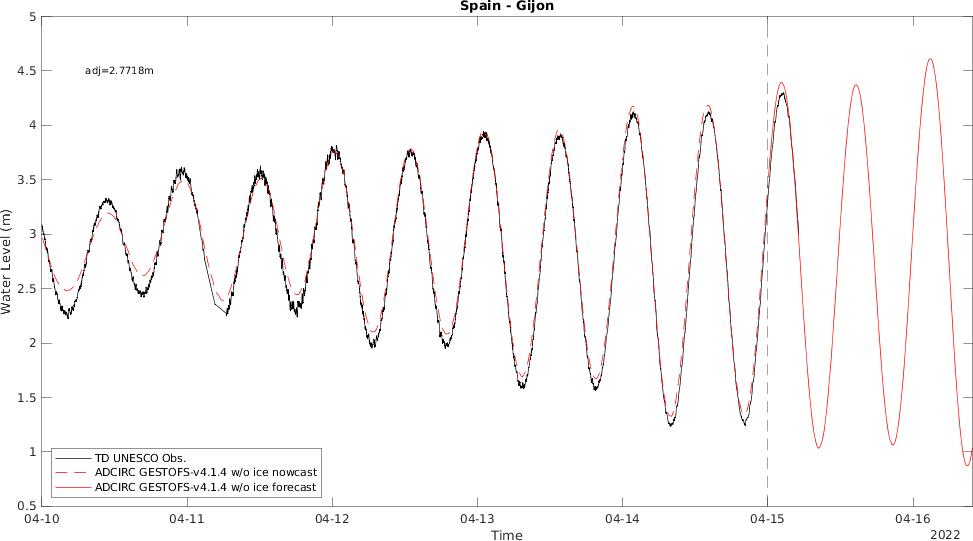 Spain - Gijon
5
4.5
4
3.5
3
2.5
2
1.5
1
0.5
Water Level (m)
adj=2.7718m
TD UNESCO Obs.
ADCIRC GESTOFS-v4.1.4 w/o ice nowcast
ADCIRC GESTOFS-v4.1.4 w/o ice forecast
04-10 04-11 04-12 04-13 04-14 04-15 04-16
Time
2022